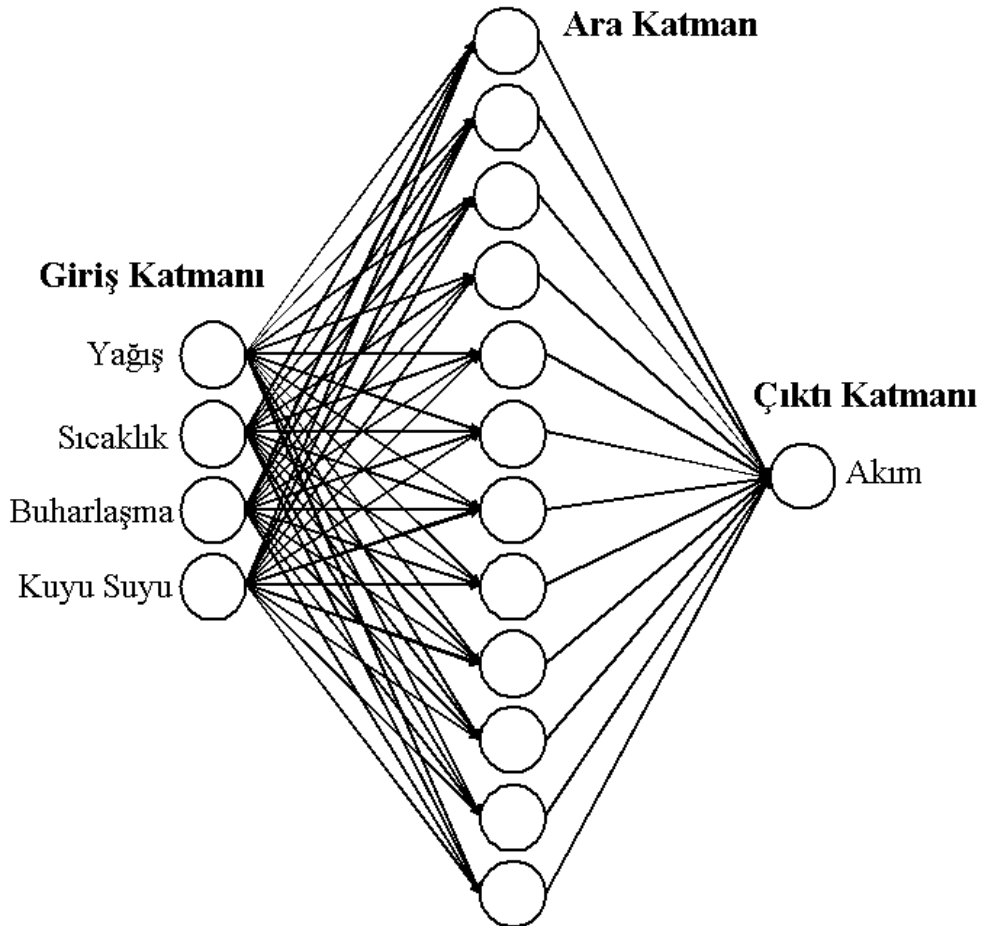 Ara Katman
Giriş Katmanı
Yağış
Sıcaklık
Buharlaşma
Kuyu Suyu
Çıktı Katmanı
Akım